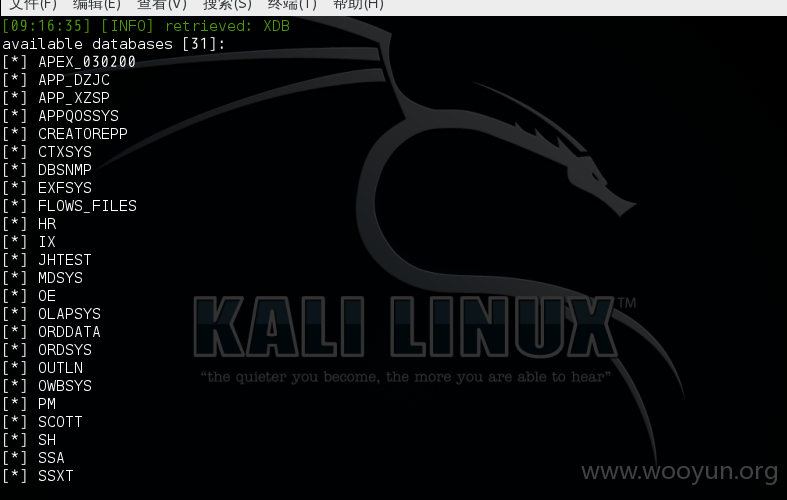 文件(F) 编辑(E) 查看(V) 搜索(S) 终端(T) 帮助(H)
[09:16:35] [INFO] retrieved: XDB
available databases [31]:
[*] APEX_030200
[*] APP_DZJC
[*] APP_XZSP
[*] APPQOSSYS
[*] CREATOREPP
[*] CTXSYS
[*] DBSNMP
[*] EXFSYS
[*] FLOWS_FILES
[*] HR
[*] IX
[*] JHTEST
[*] MDSYS
[*] OE
[*] OLAPSYS
[*] ORDDATA
[*] ORDSYS
[*] OUTLN
[*] OWBSYS
[*] PM
[*] SCOTT
[*] SH
[*] SSA
[*] SSXT
KALI LINUX™
“the quieter you become, the more you are able to hear”
www.wooyun.org